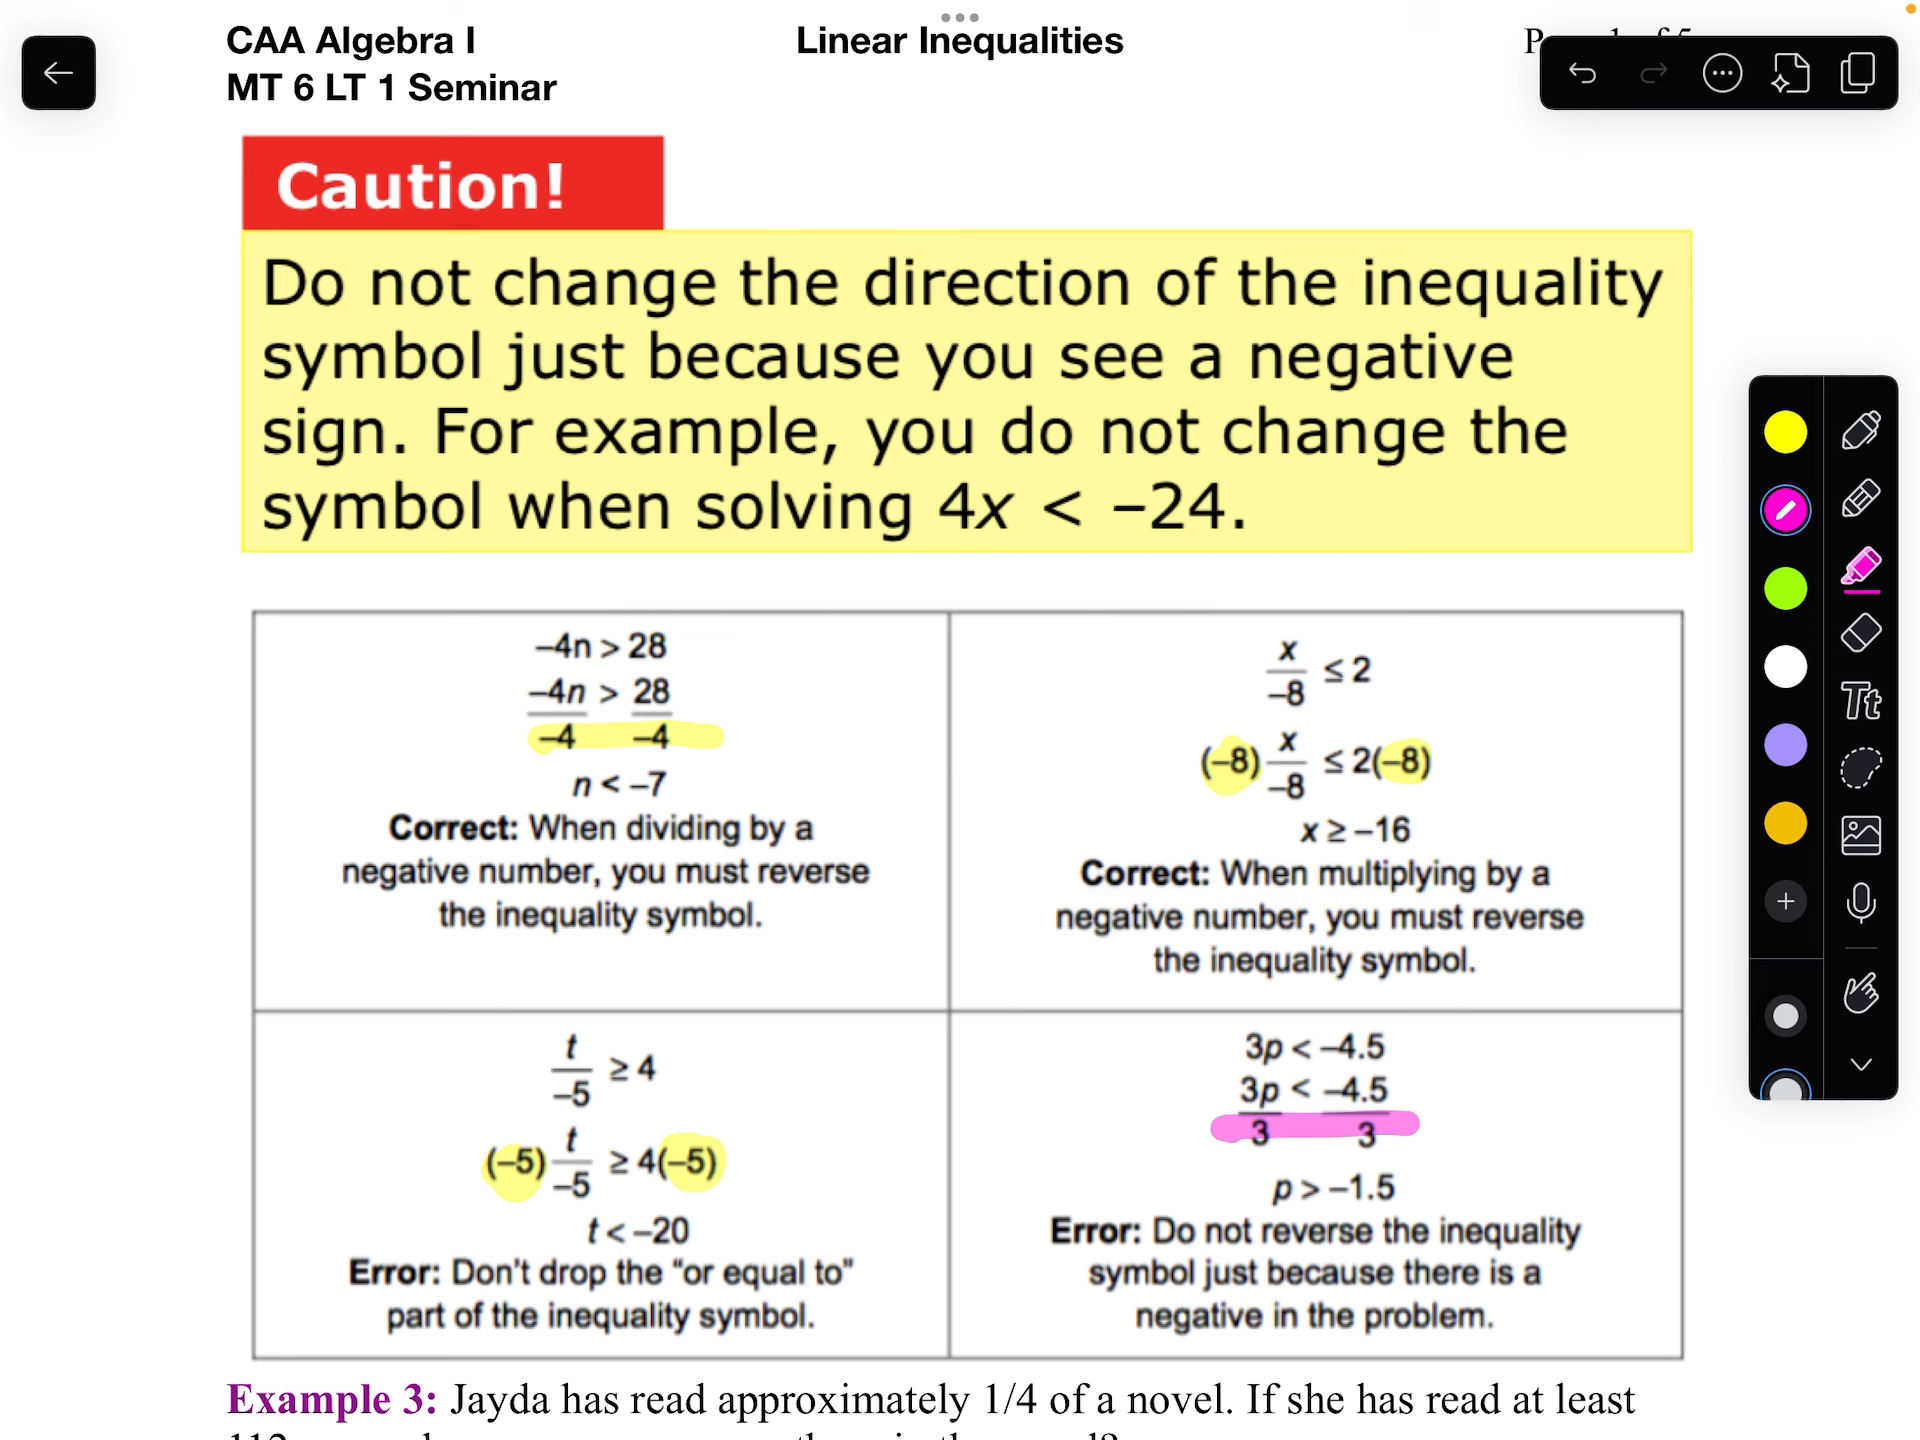 CAA Algebra I
Linear Inequalities
MT 6 LT 1 Seminar
Caution!
Do not change the direction of the inequality
symbol just because you see a negative
sign. For example, you do not change the
symbol when solving 4x < –24.
–4n > 28
–4n > 28
–4 –4
n < –7
Correct: When dividing by a
negative number, you must reverse
the inequality symbol.
x
≤ 2
–8
x
(–8) ≤ 2(–8)
–8
x ≥ –16
Correct: When multiplying by a
negative number, you must reverse
the inequality symbol.
t
≥ 4
–5
t
(–5) ≥ 4(–5)
–5
t < –20
Error: Don't drop the "or equal to"
part of the inequality symbol.
3p < –4.5
3p < –4.5
3 3
p > –1.5
Error: Do not reverse the inequality
symbol just because there is a
negative in the problem.
Example 3: Jayda has read approximately 1/4 of a novel. If she has read at least
Tt